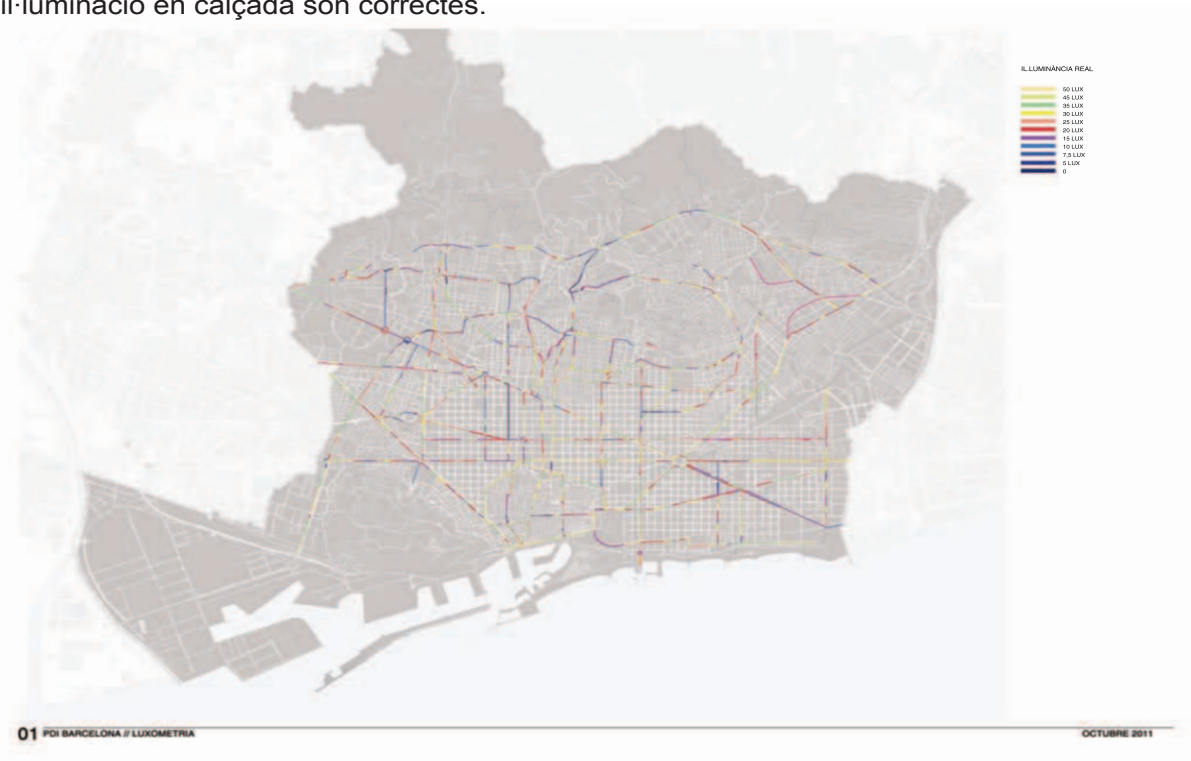 il·luminació en calçada són correctes.
IL.LUMINÀNCIA REAL
50 LUX
45 LUX
35 LUX
30 LUX
25 LUX
20 LUX
15 LUX
10 LUX
7,5 LUX
5 LUX
0
01 PDI BARCELONA // LUXOMETRIA
OCTUBRE 2011